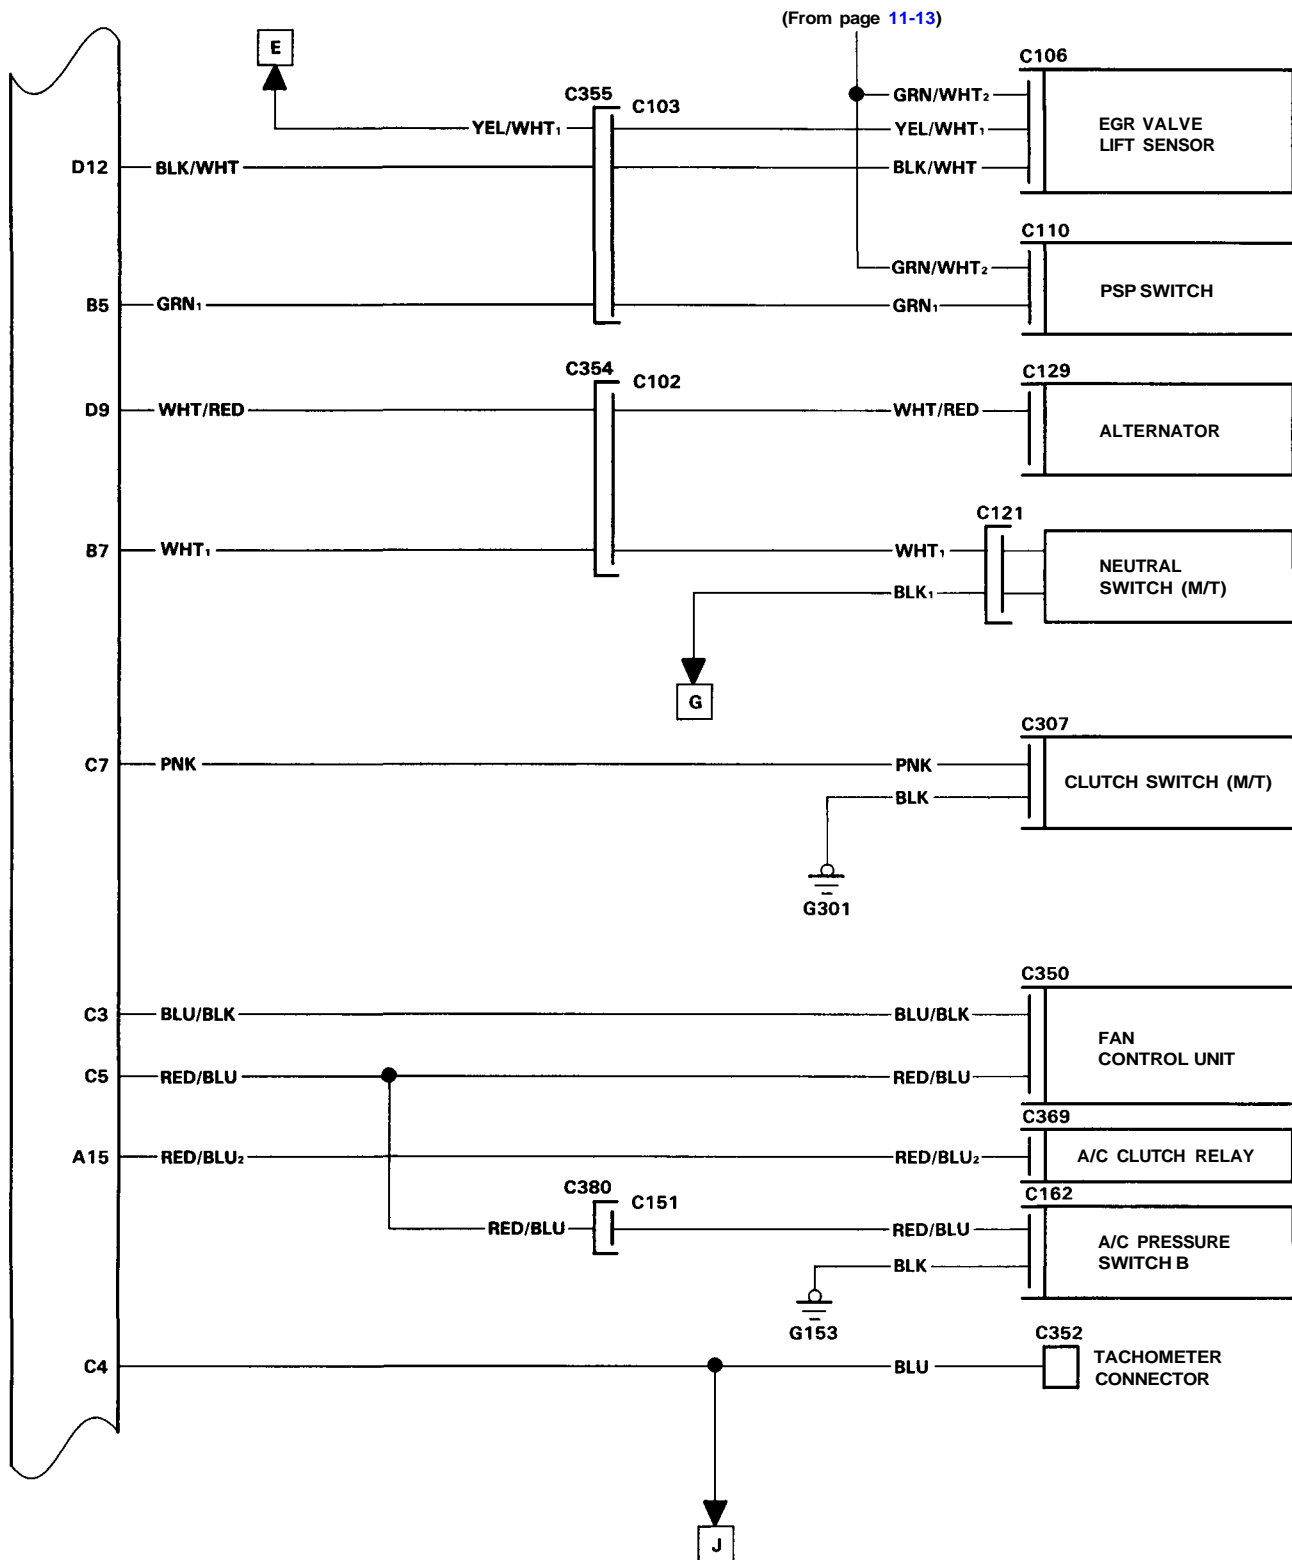 (From page 11-13)
E
C106
C355
C103
GRN/WHT₂
YEL/WHT₁
YEL/WHT₁
EGR VALVE
LIFT SENSOR
D12
BLK/WHT
BLK/WHT
C110
GRN/WHT₂
PSP SWITCH
B5
GRN₁
GRN₁
C354
C102
C129
D9
WHT/RED
WHT/RED
ALTERNATOR
C121
B7
WHT₁
WHT₁
NEUTRAL
SWITCH (M/T)
BLK₁
G
C307
C7
PNK
PNK
CLUTCH SWITCH (M/T)
BLK
G301
C350
C3
BLU/BLK
BLU/BLK
FAN
CONTROL UNIT
C5
RED/BLU
RED/BLU
C369
A15
RED/BLU₂
RED/BLU₂
A/C CLUTCH RELAY
C380
C151
C162
RED/BLU
RED/BLU
A/C PRESSURE
SWITCH B
BLK
G153
C352
C4
BLU
TACHOMETER
CONNECTOR
J